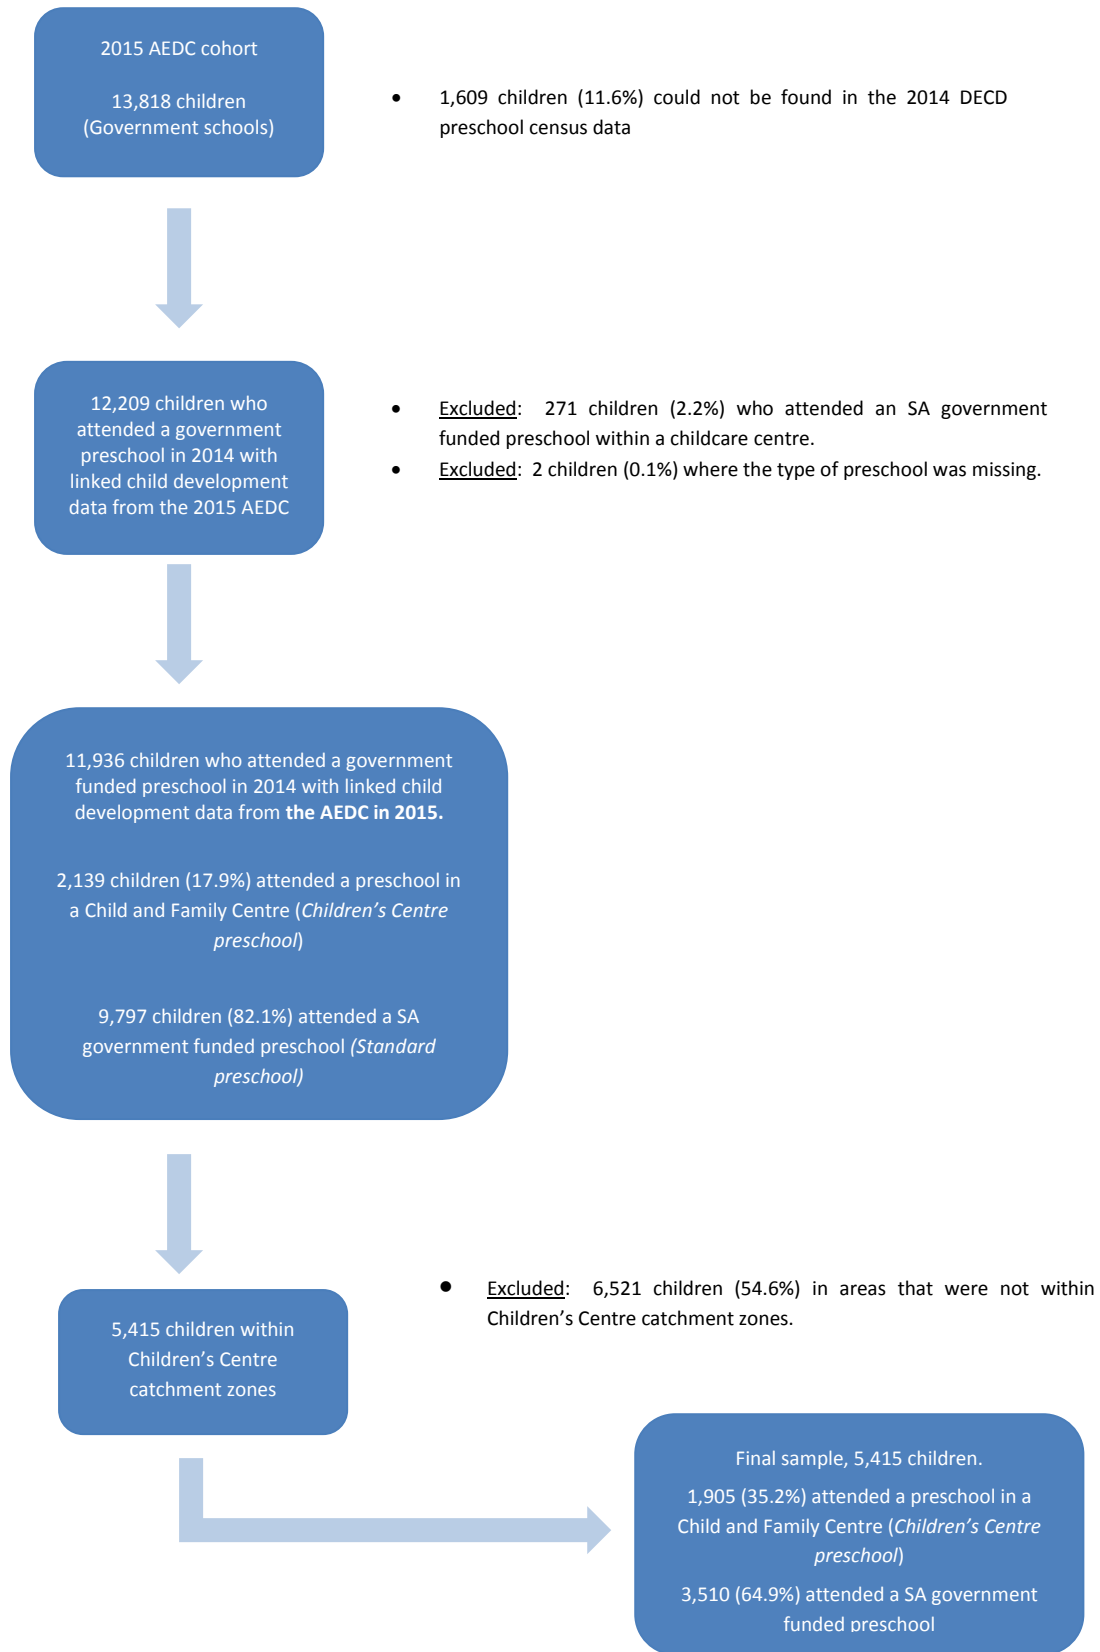 2015 AEDC cohort
13,818 children
(Government schools)
• 1,609 children (11.6%) could not be found in the 2014 DECD
preschool census data
12,209 children who
attended a government
preschool in 2014 with
linked child development
data from the 2015 AEDC
• Excluded: 271 children (2.2%) who attended an SA government
funded preschool within a childcare centre.
• Excluded: 2 children (0.1%) where the type of preschool was missing.
11,936 children who attended a government
funded preschool in 2014 with linked child
development data from the AEDC in 2015.
2,139 children (17.9%) attended a preschool in
a Child and Family Centre (Children’s Centre
preschool)
9,797 children (82.1%) attended a SA
government funded preschool (Standard
preschool)
• Excluded: 6,521 children (54.6%) in areas that were not within
Children’s Centre catchment zones.
5,415 children within
Children’s Centre
catchment zones
Final sample, 5,415 children.
1,905 (35.2%) attended a preschool in a
Child and Family Centre (Children’s Centre
preschool)
3,510 (64.9%) attended a SA government
funded preschool